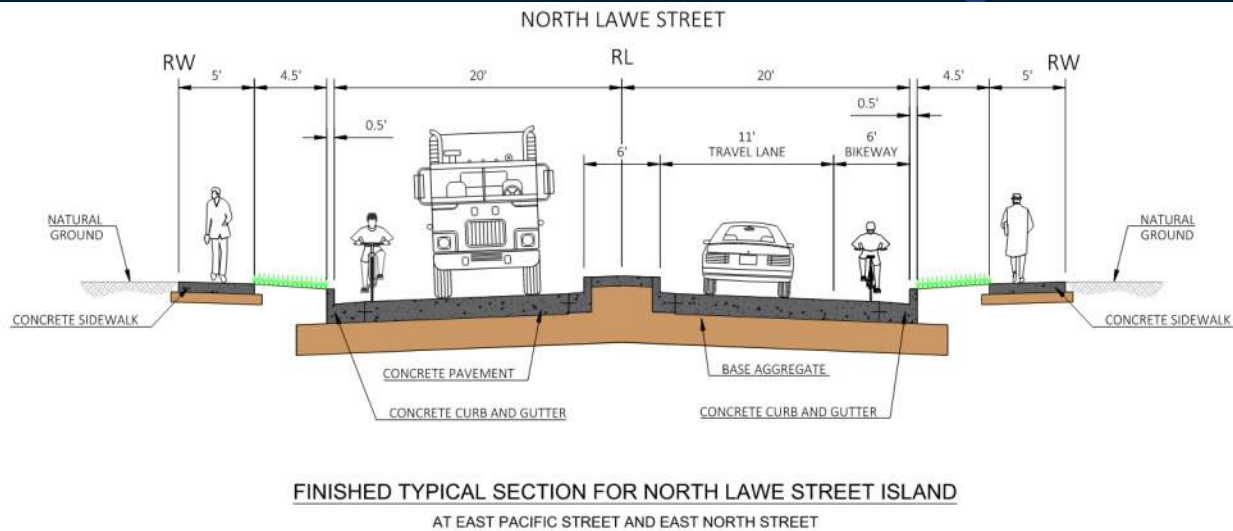 NORTH LAWE STREET
RW
RL
RW
5'
4.5'
20'
20'
4.5'
5'
0.5'
0.5'
6'
11'
TRAVEL LANE
6'
BIKEWAY
NATURAL
GROUND
NATURAL
GROUND
CONCRETE SIDEWALK
CONCRETE SIDEWALK
CONCRETE PAVEMENT
BASE AGGREGATE
CONCRETE CURB AND GUTTER
CONCRETE CURB AND GUTTER
FINISHED TYPICAL SECTION FOR NORTH LAWE STREET ISLAND
AT EAST PACIFIC STREET AND EAST NORTH STREET